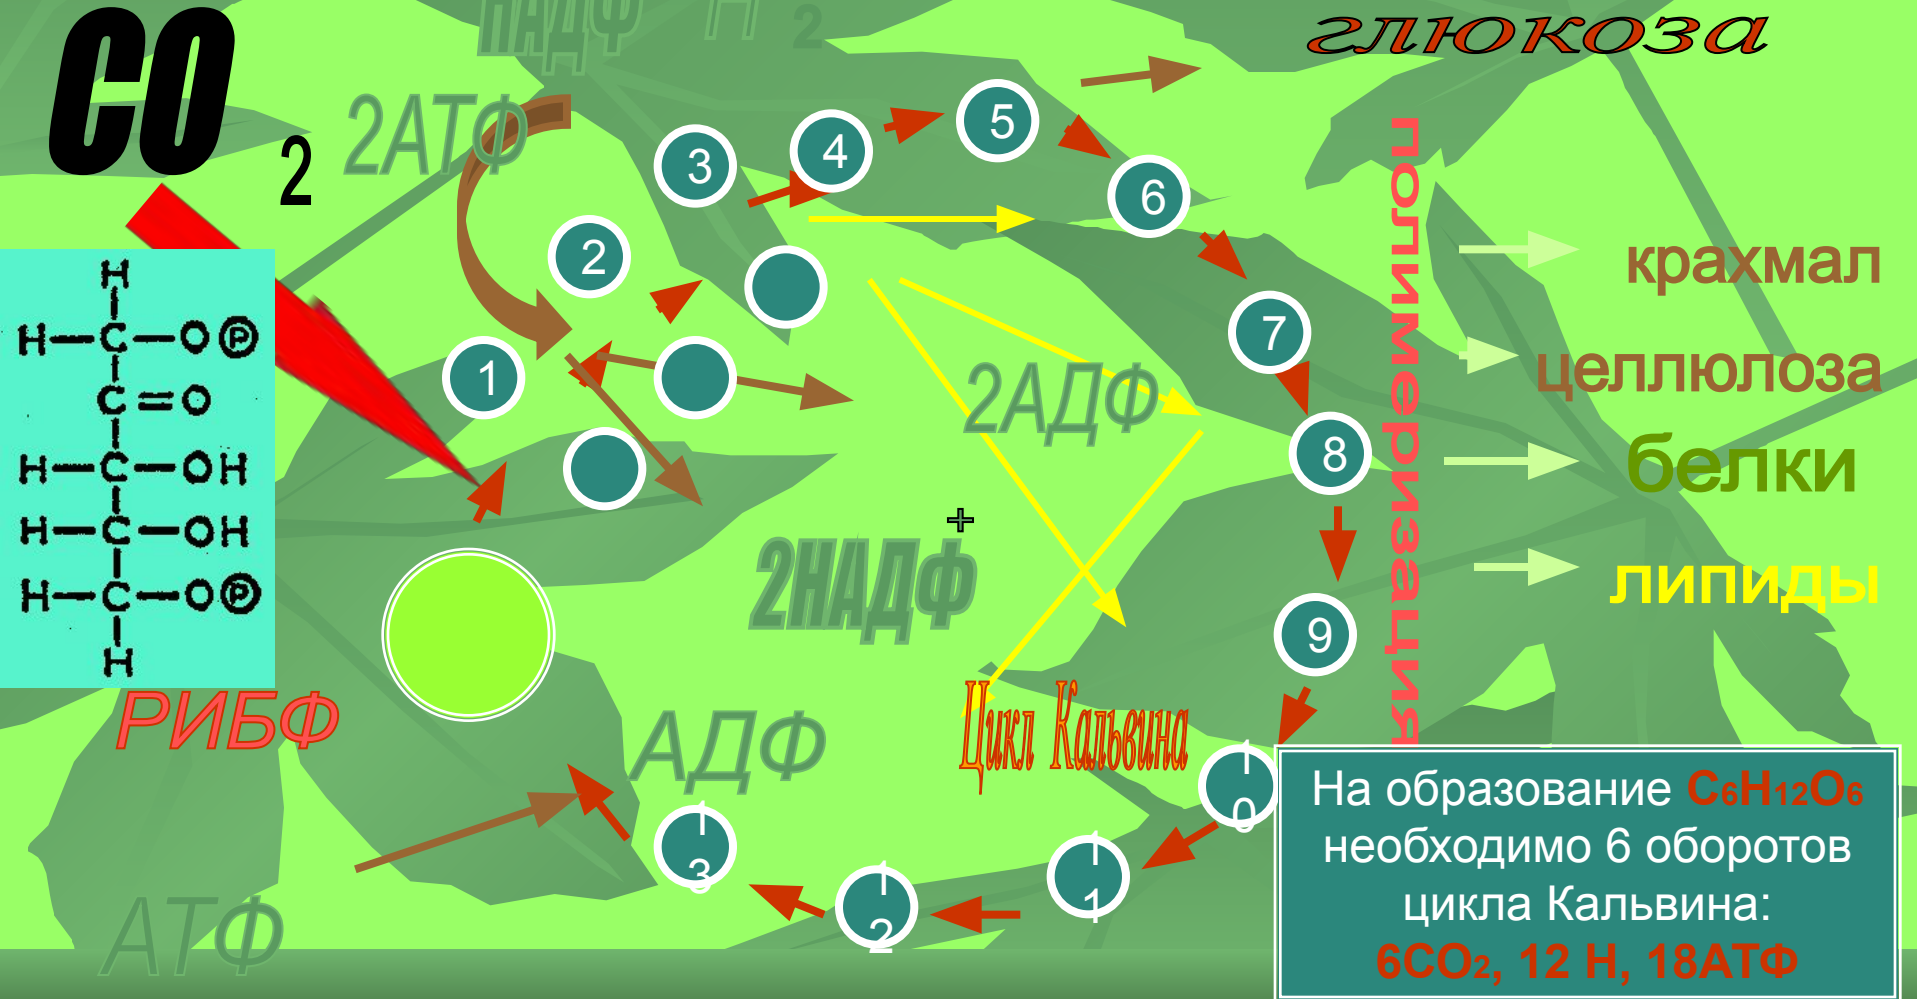 CO2
2АТФ
НАДФ H 2
глюкоза
3
4
5
6
2
7
1
8
9
10
11
12
13
H
H—C—O Ⓟ
C=O
H—C—OH
H—C—OH
H—C—O Ⓟ
H
РИБФ
2АДФ
2НАДФ+
АДФ
АТФ
Цикл Кальвина
полимеризация
крахмал
целлюлоза
белки
липиды
На образование C6H12O6
необходимо 6 оборотов
цикла Кальвина:
6CO2, 12 H, 18АТФ